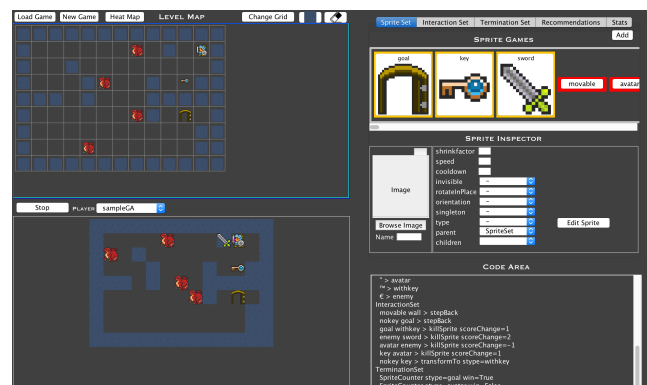 Load Game New Game Heat Map LEVEL MAP Change Grid
Stop PLAYER sampleGA
Sprite Set Interaction Set Termination Set Recommendations Stats
SPRITE GAMES Add
goal key sword movable avatar
SPRITE INSPECTOR
Image
Browse Image
Name
shrinkfactor
speed
cooldown
invisible -
rotateInPlace -
orientation -
singleton -
type -
parent SpriteSet
children
Edit Sprite
CODE AREA
> avatar
™ > withkey
€ > enemy
InteractionSet
movable wall > stepBack
nokey goal > stepBack
goal withkey > killSprite scoreChange=1
enemy sword > killSprite scoreChange=2
avatar enemy > killSprite scoreChange=-1
key avatar > killSprite scoreChange=1
nokey key > transformTo stype=withkey
TerminationSet
SpriteCounter stype=goal win=True